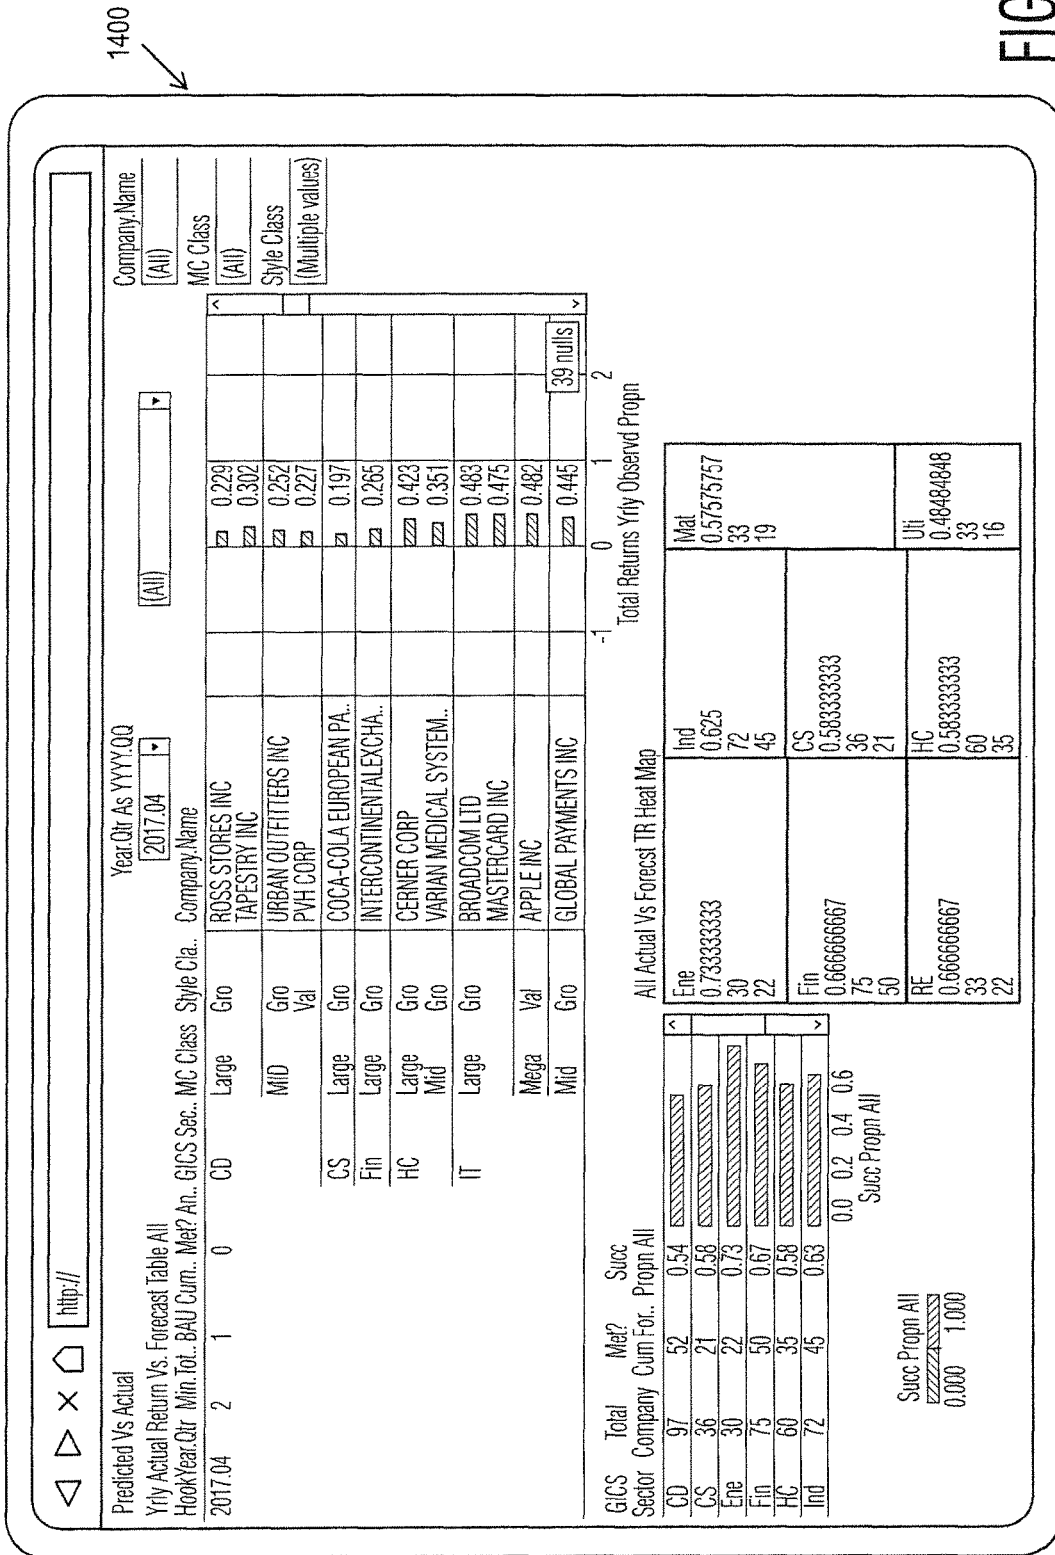 1400
FIG
http://
Predicted Vs Actual
Yrly Actual Return Vs. Forecast Table All
Year.Qtr As YYYY.QQ
2017.04
(All)
Company.Name
(All)
MC Class
(All)
Style Class
(Multiple values)
HookYear.Qtr Min.Tot.. BAU Cum.. Met? An.. GICS Sec.. MC Class Style Cla.. Company.Name
2017.04 2 1 0 CD Large Gro ROSS STORES INC 0.229
TAPESTRY INC 0.302
MID Gro URBAN OUTFITTERS INC 0.252
Val PVH CORP 0.227
CS Large Gro COCA-COLA EUROPEAN PA.. 0.197
Fin Large Gro INTERCONTINENTALEXCHA.. 0.265
HC Large Gro CERNER CORP 0.423
Mid Gro VARIAN MEDICAL SYSTEM.. 0.351
IT Large Gro BROADCOM LTD 0.483
MASTERCARD INC 0.475
Mega Val APPLE INC 0.482
Mid Gro GLOBAL PAYMENTS INC 0.445
39 nulls
-1 0 1 2
Total Returns Yrly Observd Propn
GICS Sector Total Company Met? Cum For.. Succ Propn All
CD 97 52 0.54
CS 36 21 0.58
Ene 30 22 0.73
Fin 75 50 0.67
HC 60 35 0.58
Ind 72 45 0.63
0.0 0.2 0.4 0.6
Succ Propn All
Succ Propn All
0.000 1.000
All Actual Vs Forecst TR Heat Map
Ene
0.733333333
30
22
Fin
0.666666667
75
50
RE
0.666666667
33
22
Ind
0.625
72
45
CS
0.583333333
36
21
HC
0.583333333
60
35
Mat
0.57575757
33
19
Uti
0.48484848
33
16